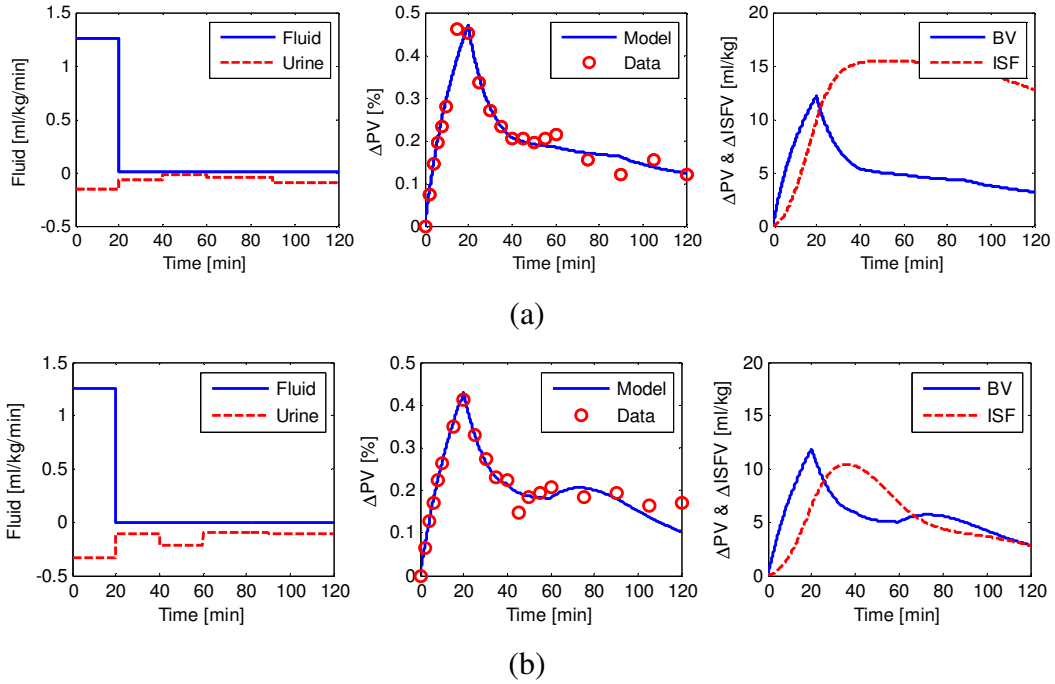 1.5
1
0.5
0
-0.5
Fluid [ml/kg/min]
Fluid
Urine
0 20 40 60 80 100 120
Time [min]
0.5
0.4
0.3
0.2
0.1
0
ΔPV [%]
Model
Data
0 20 40 60 80 100 120
Time [min]
20
15
10
5
0
ΔPV & ΔISFV [ml/kg]
BV
ISF
0 20 40 60 80 100 120
Time [min]
(a)
1.5
1
0.5
0
-0.5
Fluid [ml/kg/min]
Fluid
Urine
0 20 40 60 80 100 120
Time [min]
0.5
0.4
0.3
0.2
0.1
0
ΔPV [%]
Model
Data
0 20 40 60 80 100 120
Time [min]
20
15
10
5
0
ΔPV & ΔISFV [ml/kg]
BV
ISF
0 20 40 60 80 100 120
Time [min]
(b)